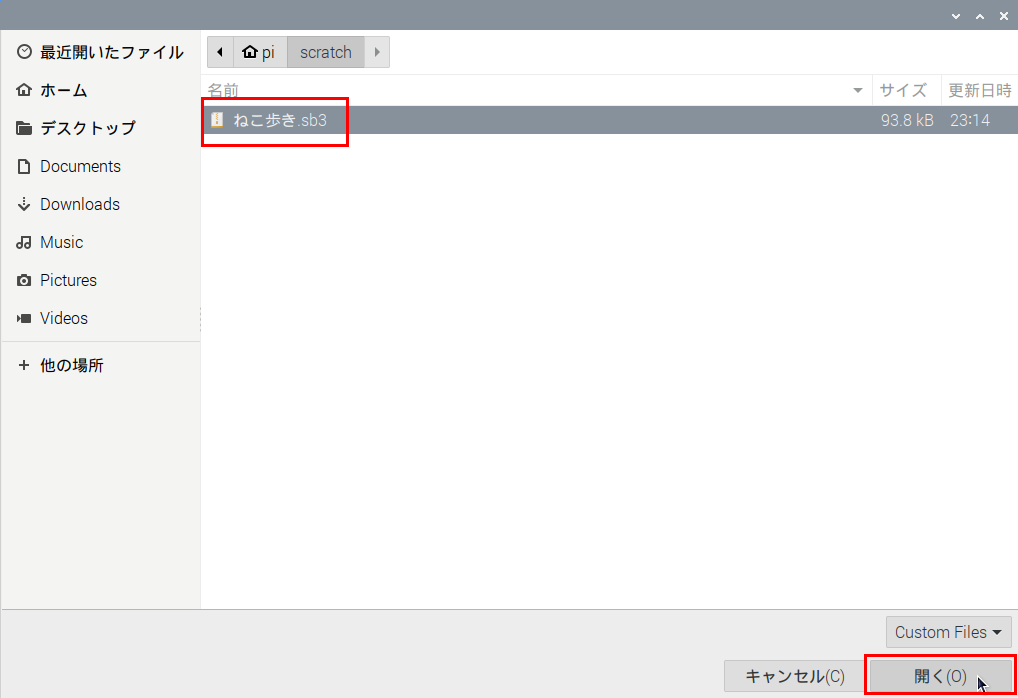 最近開いたファイル
ホーム
デスクトップ
Documents
Downloads
Music
Pictures
Videos
他の場所
pi scratch
名前 サイズ 更新日時
ねこ歩き.sb3 93.8 kB 23:14
Custom Files
キャンセル(C) 開く(O)